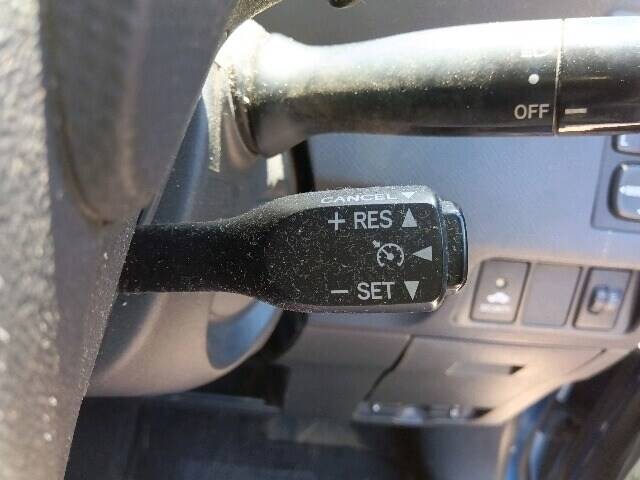 OFF
CANCEL
+ RES
− SET